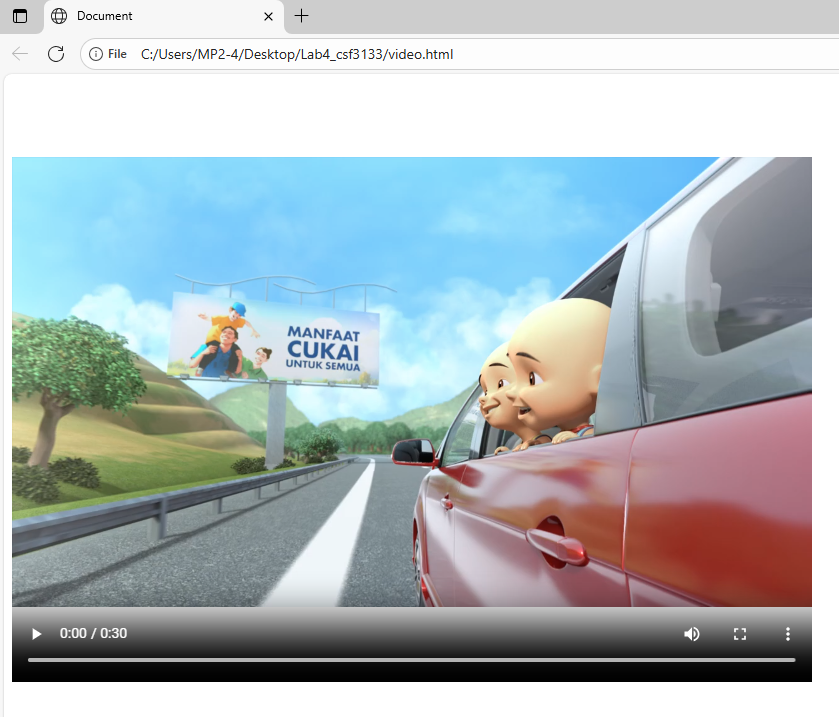 Document
File C:/Users/MP2-4/Desktop/Lab4_csf3133/video.html
MANFAAT
CUKAI
UNTUK SEMUA
0:00 / 0:30